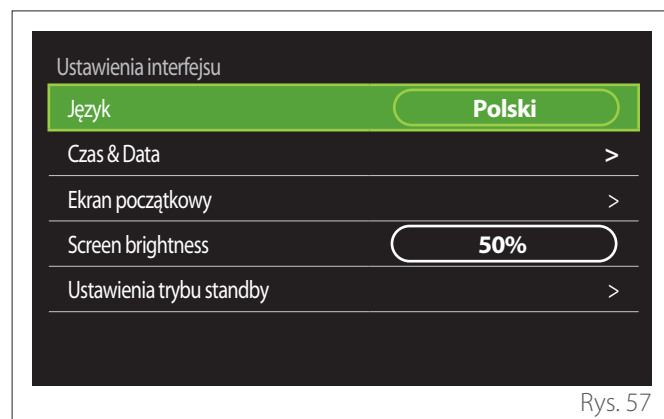 Ustawienia interfejsu
Język Polski
Czas & Data >
Ekran początkowy >
Screen brightness 50%
Ustawienia trybu standby >
Rys. 57